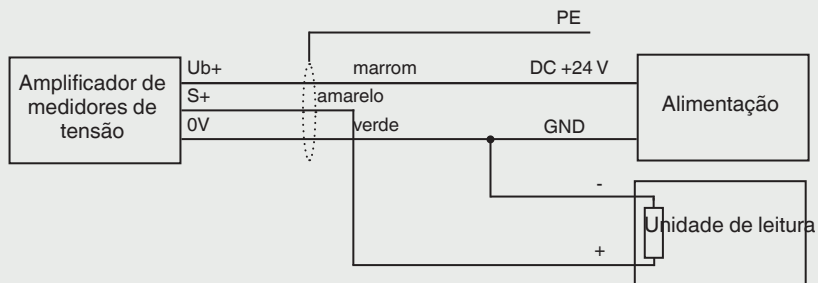 PE
Amplificador de
medidores de
tensão
Ub+
marrom
DC +24 V
S+
amarelo
0V
verde
GND
Alimentação
-
Unidade de leitura
+